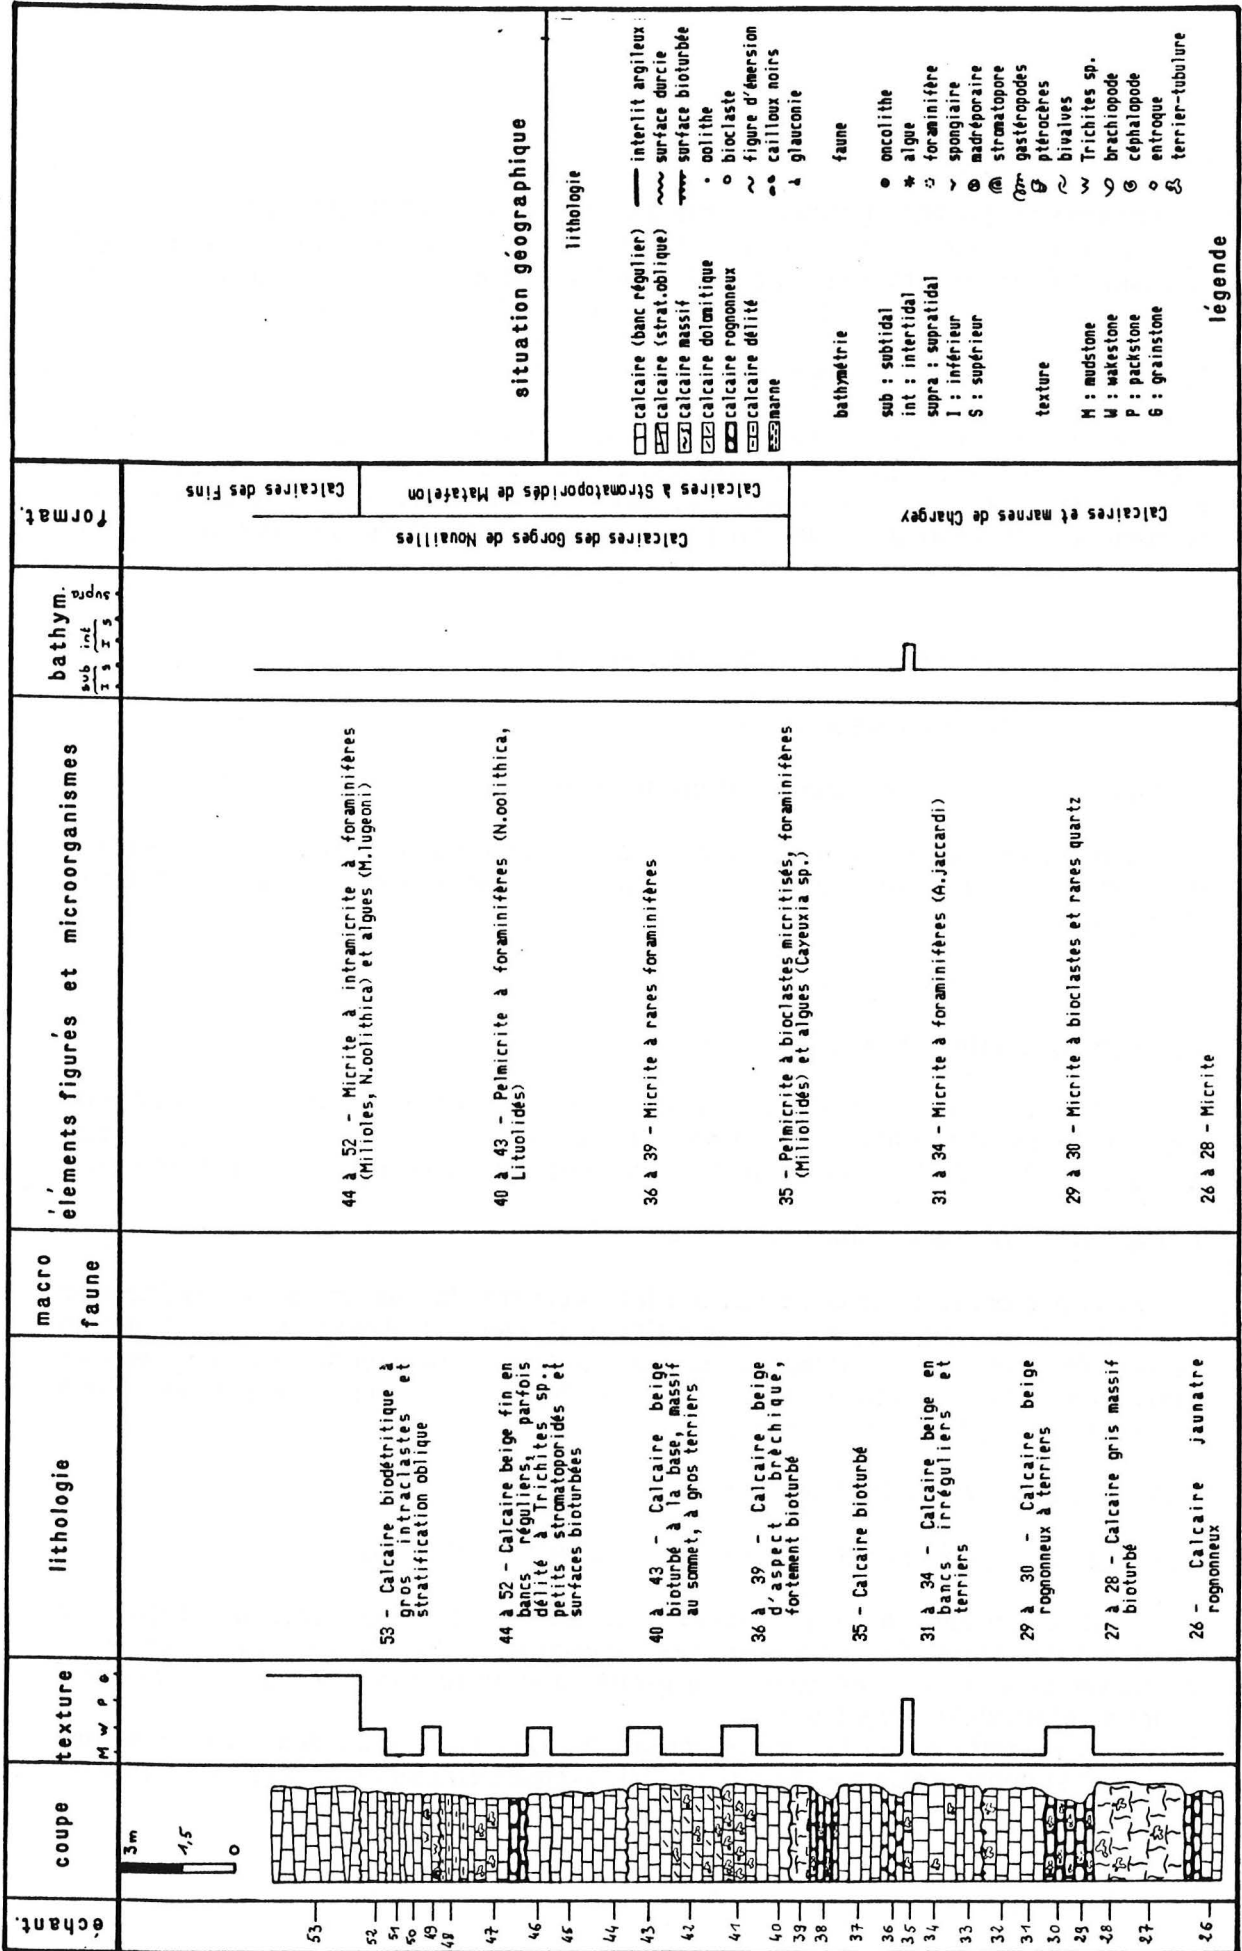 échant.
coupe
texture
M W P G
lithologie
macro
faune
éléments figurés et microorganismes
bathym.
sub int supra
I S I S
format.
3m
1,5
0
53
52
51
50
49
48
47
46
45
44
43
42
41
40
39
38
37
36
35
34
33
32
31
30
29
28
27
26
53 - Calcaire biodétritique à
gros intraclastes et
stratification oblique
44 à 52 - Calcaire beige fin en
bancs réguliers, parfois
délité à Trichites sp.,
petits stromatoporidés et
surfaces bioturbées
40 à 43 - Calcaire beige
bioturbé à la base, massif
au sommet, à gros terriers
36 à 39 - Calcaire beige
d'aspect bréchique,
fortement bioturbé
35 - Calcaire bioturbé
31 à 34 - Calcaire beige en
bancs irréguliers et
terriers
29 à 30 - Calcaire beige
rognonneux à terriers
27 à 28 - Calcaire gris massif
bioturbé
26 - Calcaire jaunatre
rognonneux
44 à 52 - Micrite à intramicrite à foraminifères
(Milioles, N.oolithica) et algues (M.lugeoni)
40 à 43 - Pelmicrite à foraminifères (N.oolithica,
Lituolidés)
36 à 39 - Micrite à rares foraminifères
35 - Pelmicrite à bioclastes micritisés, foraminifères
(Miliolidés) et algues (Cayeuxia sp.)
31 à 34 - Micrite à foraminifères (A.jaccardi)
29 à 30 - Micrite à bioclastes et rares quartz
26 à 28 - Micrite
Calcaires des Fins
Calcaires à Stromatoporidés de Matafelon
Calcaires des Gorges de Nouailles
Calcaires et marnes de Chargey
situation géographique
lithologie
calcaire (banc régulier)
calcaire (strat.oblique)
calcaire massif
calcaire dolomitique
calcaire rognonneux
calcaire délité
marne
interlit argileux
surface durcie
surface bioturbée
oolithe
bioclaste
figure d'émersion
cailloux noirs
glauconie
bathymétrie
sub : subtidal
int : intertidal
supra : supratidal
I : inférieur
S : supérieur
texture
M : mudstone
W : wakestone
P : packstone
G : grainstone
faune
oncolithe
algue
foraminifère
spongiaire
madréporaire
stromatopore
gastéropodes
ptérocères
bivalves
Trichites sp.
brachiopode
céphalopode
entroque
terrier-tubulure
légende